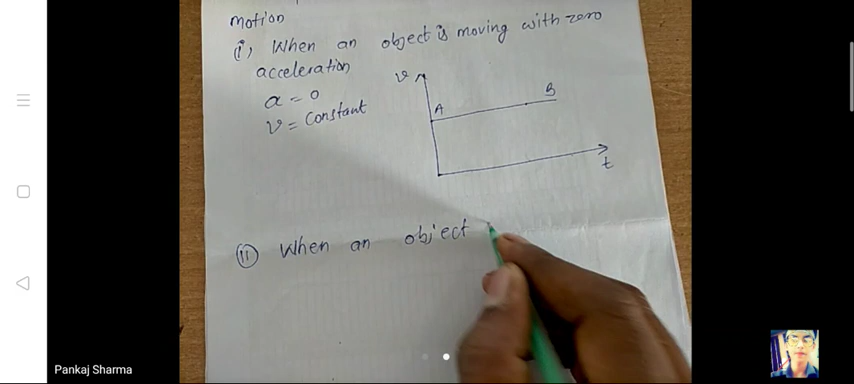 motion
(i) When an object is moving with zero
acceleration
a = 0
v = Constant
v
A
B
t
(ii) When an object
Pankaj Sharma